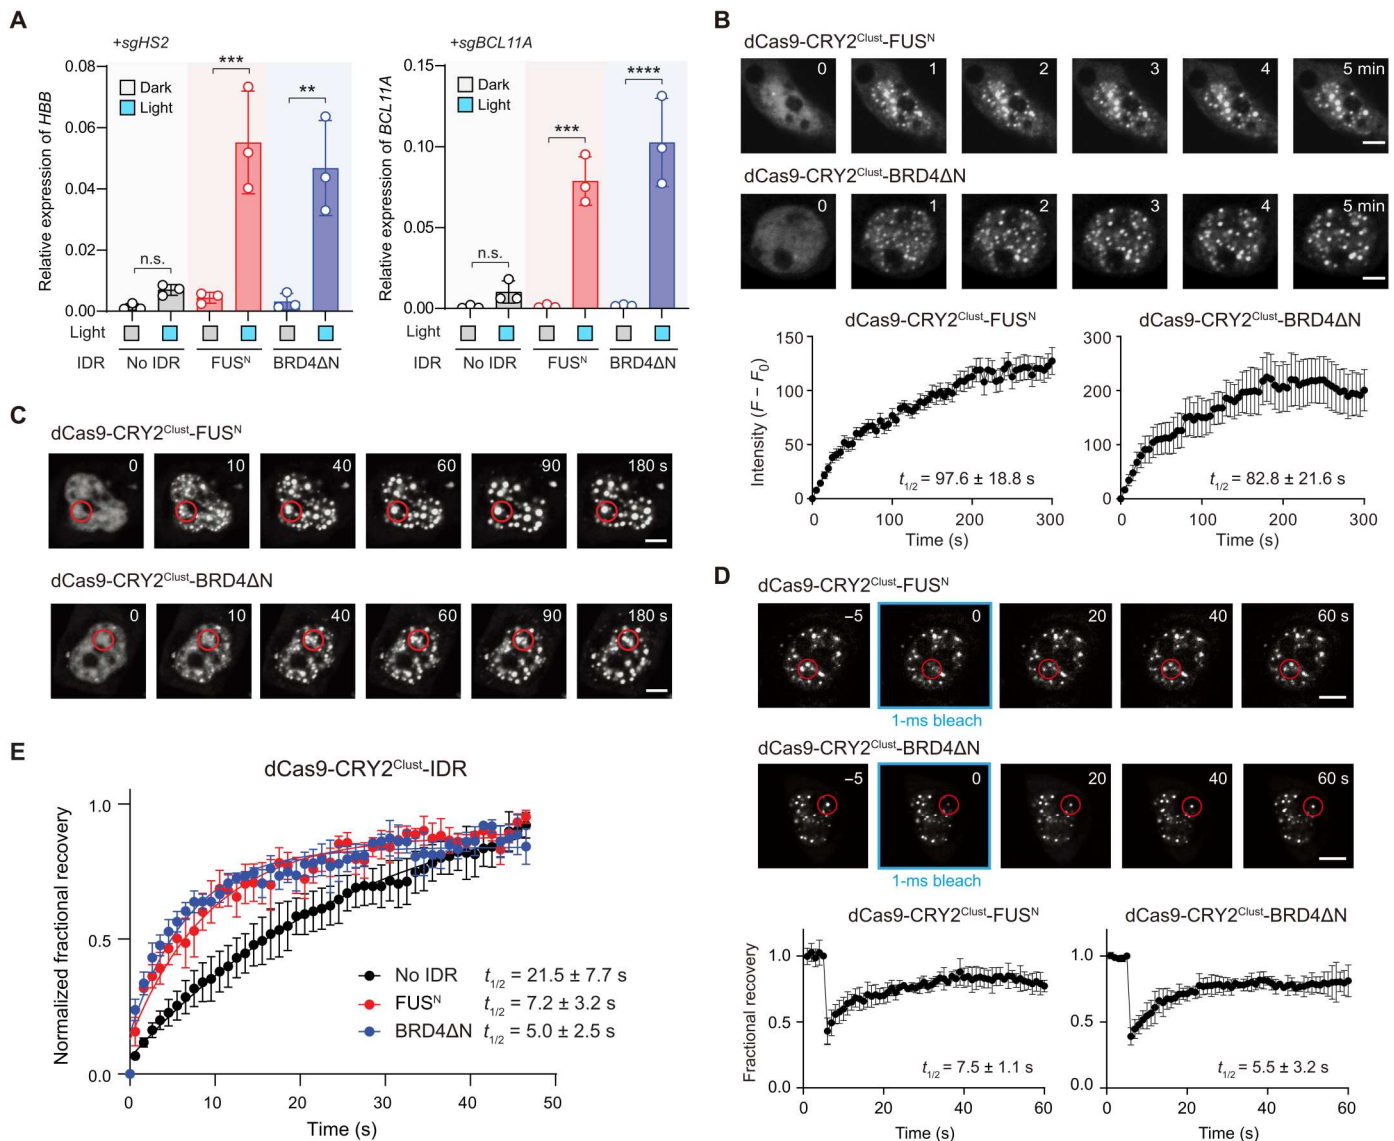 A
+sgHS2
+sgBCL11A
Relative expression of HBB
0.08
0.06
0.04
0.02
0.00
Dark
Light
n.s.
***
**
Light
IDR
No IDR
FUSᴺ
BRD4ΔN
Relative expression of BCL11A
0.15
0.10
0.05
0.00
Dark
Light
n.s.
***
****
Light
IDR
No IDR
FUSᴺ
BRD4ΔN
B
dCas9-CRY2ᶜˡᵘˢᵗ-FUSᴺ
0 1 2 3 4 5 min
dCas9-CRY2ᶜˡᵘˢᵗ-BRD4ΔN
0 1 2 3 4 5 min
dCas9-CRY2ᶜˡᵘˢᵗ-FUSᴺ
Intensity (F − F₀)
150
100
50
0
t₁/₂ = 97.6 ± 18.8 s
0 100 200 300
Time (s)
dCas9-CRY2ᶜˡᵘˢᵗ-BRD4ΔN
300
200
100
0
t₁/₂ = 82.8 ± 21.6 s
0 100 200 300
Time (s)
C
dCas9-CRY2ᶜˡᵘˢᵗ-FUSᴺ
0 10 40 60 90 180 s
dCas9-CRY2ᶜˡᵘˢᵗ-BRD4ΔN
0 10 40 60 90 180 s
D
dCas9-CRY2ᶜˡᵘˢᵗ-FUSᴺ
−5 0 20 40 60 s
1-ms bleach
dCas9-CRY2ᶜˡᵘˢᵗ-BRD4ΔN
−5 0 20 40 60 s
1-ms bleach
dCas9-CRY2ᶜˡᵘˢᵗ-FUSᴺ
Fractional recovery
1.0
0.5
0.0
t₁/₂ = 7.5 ± 1.1 s
0 20 40 60
Time (s)
dCas9-CRY2ᶜˡᵘˢᵗ-BRD4ΔN
1.0
0.5
0.0
t₁/₂ = 5.5 ± 3.2 s
0 20 40 60
Time (s)
E
dCas9-CRY2ᶜˡᵘˢᵗ-IDR
Normalized fractional recovery
1.0
0.5
0.0
No IDR t₁/₂ = 21.5 ± 7.7 s
FUSᴺ t₁/₂ = 7.2 ± 3.2 s
BRD4ΔN t₁/₂ = 5.0 ± 2.5 s
0 10 20 30 40 50
Time (s)